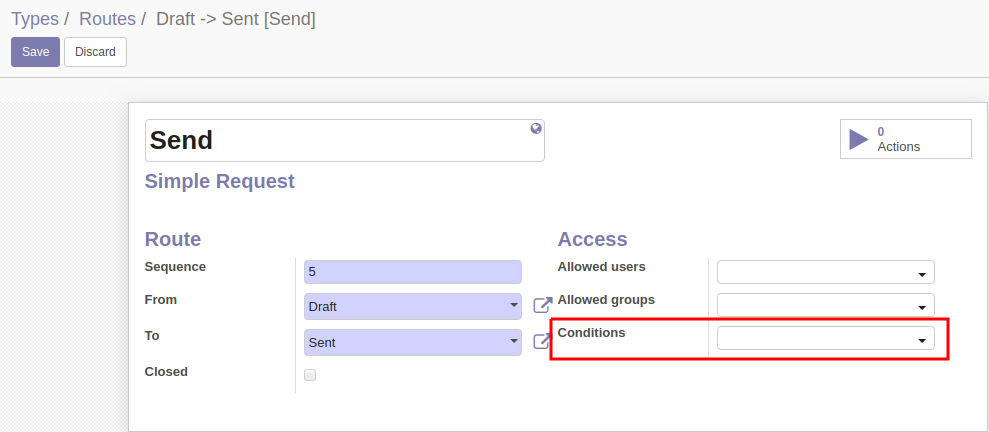 Types / Routes / Draft -> Sent [Send]
Save Discard
Send
0
Actions
Simple Request
Route
Sequence 5
From Draft
To Sent
Closed
Access
Allowed users
Allowed groups
Conditions